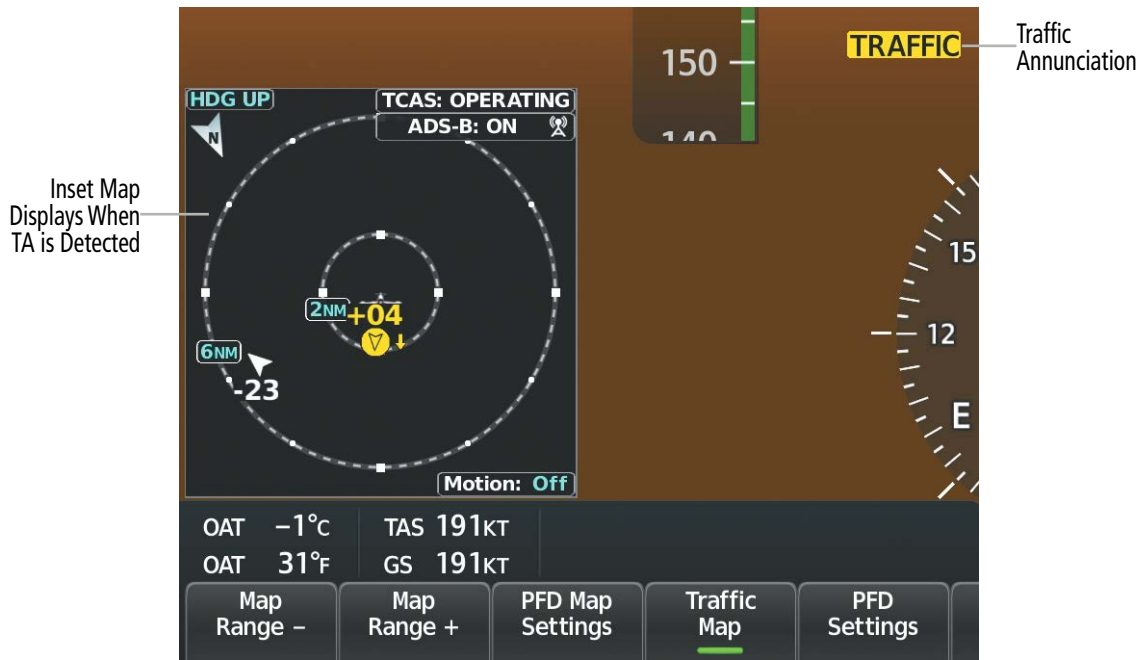 150
140
TRAFFIC
Traffic
Annunciation
HDG UP
TCAS: OPERATING
ADS-B: ON
N
Inset Map
Displays When
TA is Detected
2NM
+04
6NM
-23
Motion: Off
15
12
E
OAT −1°C
OAT 31°F
TAS 191KT
GS 191KT
Map
Range −
Map
Range +
PFD Map
Settings
Traffic
Map
PFD
Settings